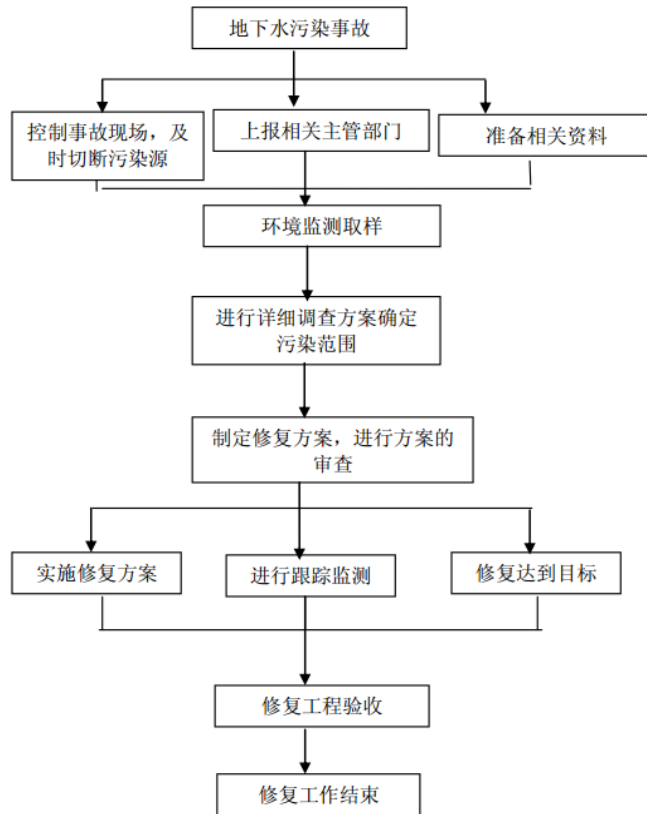 地下水污染事故
控制事故现场，及
时切断污染源
上报相关主管部门
准备相关资料
环境监测取样
进行详细调查方案确定
污染范围
制定修复方案，进行方案的
审查
实施修复方案
进行跟踪监测
修复达到目标
修复工程验收
修复工作结束